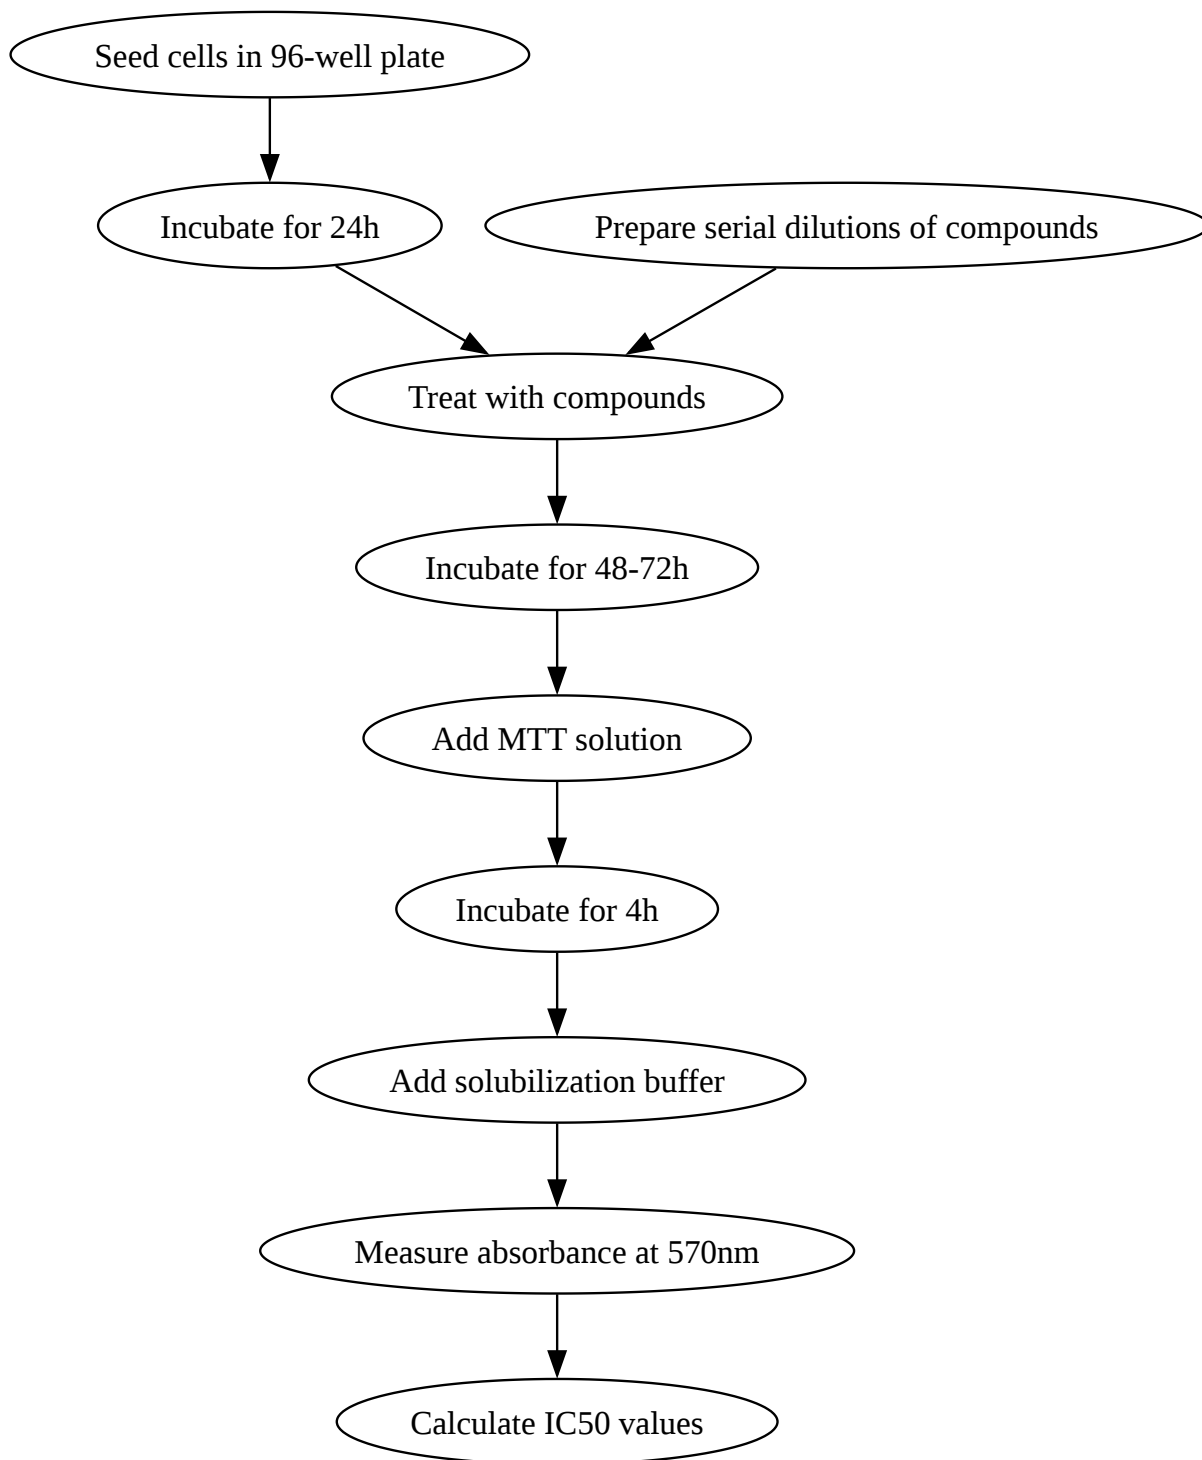 Seed cells in 96-well plate
Incubate for 24h
Prepare serial dilutions of compounds
Treat with compounds
Incubate for 48-72h
Add MTT solution
Incubate for 4h
Add solubilization buffer
Measure absorbance at 570nm
Calculate IC50 values